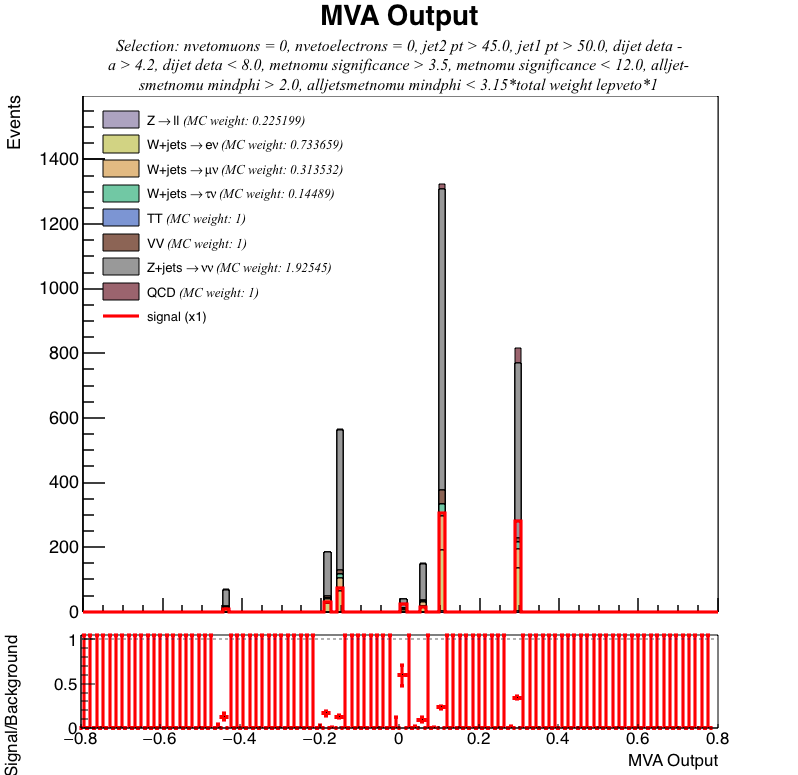 MVA Output
Selection: nvetomuons = 0, nvetoelectrons = 0, jet2 pt > 45.0, jet1 pt > 50.0, dijet deta -
a > 4.2, dijet deta < 8.0, metnomu significance > 3.5, metnomu significance < 12.0, alljet-
smetnomu mindphi > 2.0, alljetsmetnomu mindphi < 3.15*total weight lepveto*1
Events
Z → ll (MC weight: 0.225199)
W+jets → eν (MC weight: 0.733659)
W+jets → μν (MC weight: 0.313532)
W+jets → τν (MC weight: 0.14489)
TT (MC weight: 1)
VV (MC weight: 1)
Z+jets → νν (MC weight: 1.92545)
QCD (MC weight: 1)
signal (x1)
1400
1200
1000
800
600
400
200
0
Signal/Background
1
0.5
0
−0.8 −0.6 −0.4 −0.2 0 0.2 0.4 0.6 0.8
MVA Output